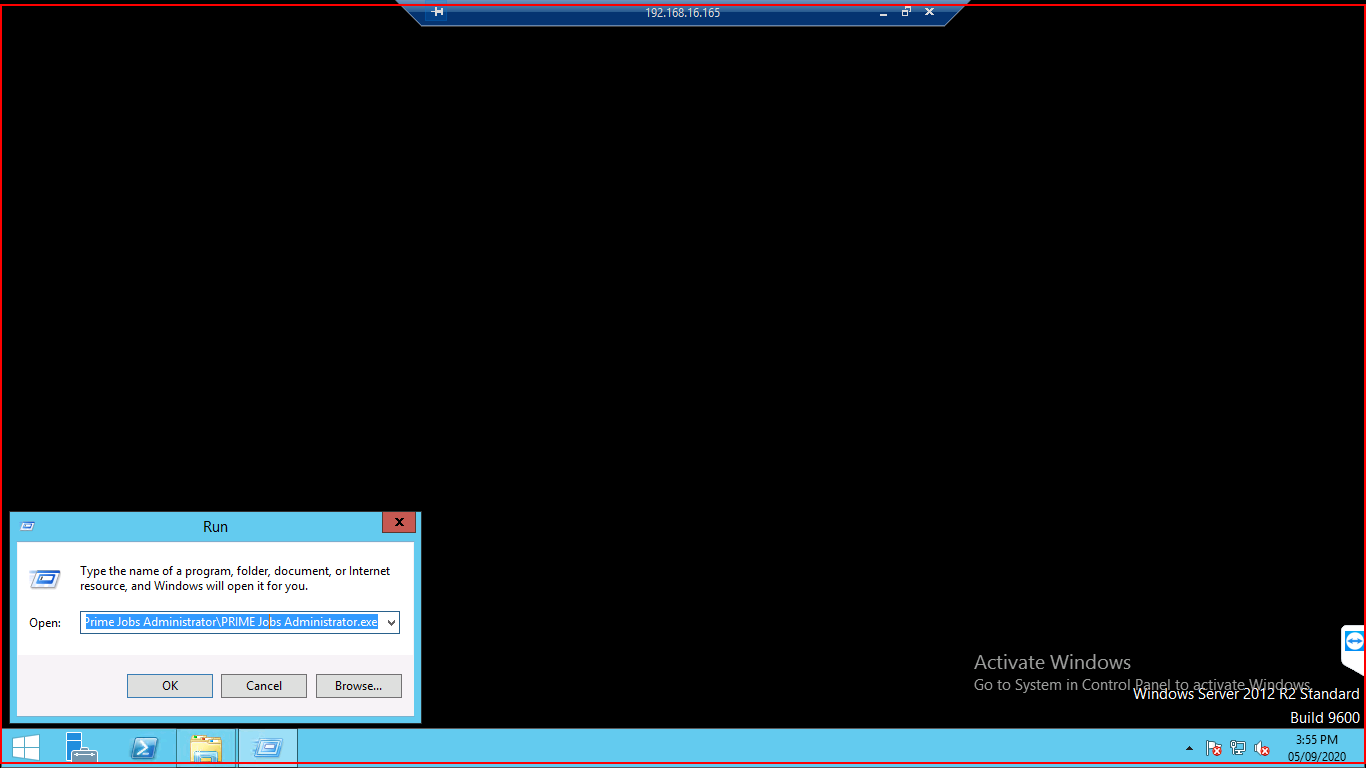 192.168.16.165
Run
Type the name of a program, folder, document, or Internet
resource, and Windows will open it for you.
Open:
Prime Jobs Administrator\PRIME Jobs Administrator.exe
OK
Cancel
Browse...
Activate Windows
Go to System in Control Panel to activate Windows.
Windows Server 2012 R2 Standard
Build 9600
3:55 PM
05/09/2020